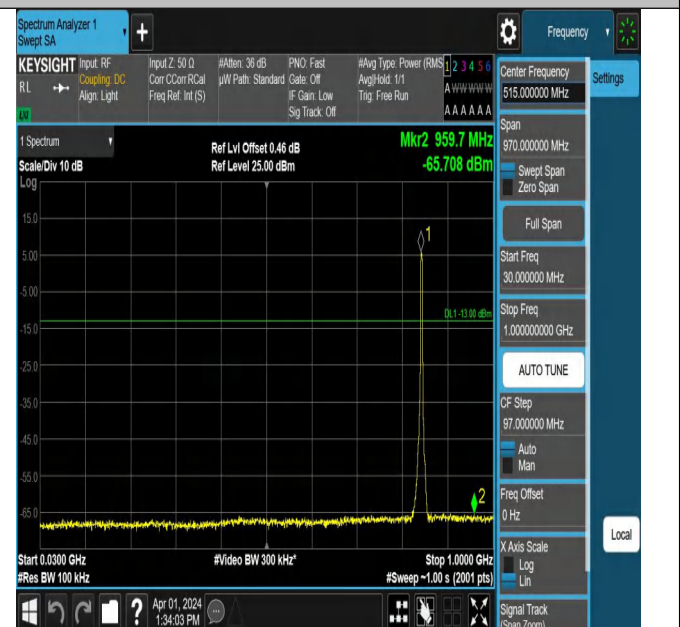 Spectrum Analyzer 1
Swept SA
Frequency
KEYSIGHT
RL
Input: RF
Coupling: DC
Align: Light
Input Z: 50 Ω
Corr CCorr RCal
Freq Ref: Int (S)
#Atten: 36 dB
µW Path: Standard
PNO: Fast
Gate: Off
IF Gain: Low
Sig Track: Off
#Avg Type: Power (RMS
Avg|Hold: 1/1
Trig: Free Run
1 2 3 4 5 6
A W W W W W
A A A A A A
Center Frequency
515.000000 MHz
Settings
Span
970.000000 MHz
Swept Span
Zero Span
Full Span
Start Freq
30.000000 MHz
Stop Freq
1.000000000 GHz
AUTO TUNE
CF Step
97.000000 MHz
Auto
Man
Freq Offset
0 Hz
X Axis Scale
Log
Lin
Signal Track
(Span Zoom)
Local
1 Spectrum
Scale/Div 10 dB
Log
Ref Lvl Offset 0.46 dB
Ref Level 25.00 dBm
Mkr2 959.7 MHz
-65.708 dBm
15.0
5.00
-5.00
-15.0
-25.0
-35.0
-45.0
-55.0
-65.0
1
DL1 -13.00 dBm
2
Start 0.0300 GHz
#Res BW 100 kHz
#Video BW 300 kHz*
Stop 1.0000 GHz
#Sweep ~1.00 s (2001 pts)
Apr 01, 2024
1:34:03 PM